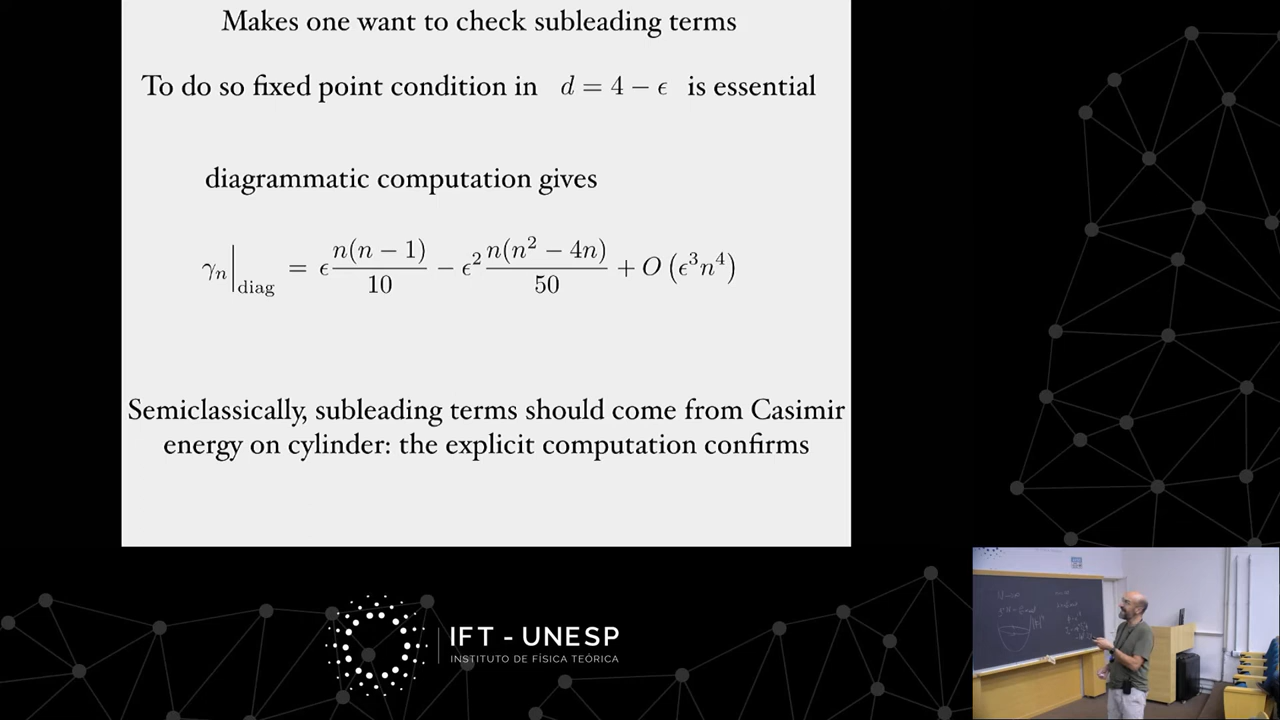 Makes one want to check subleading terms
To do so fixed point condition in d = 4 − ϵ is essential
diagrammatic computation gives
γₙ|_diag = ϵ n(n − 1)/10 − ϵ² n(n² − 4n)/50 + O (ϵ³n⁴)
Semiclassically, subleading terms should come from Casimir
energy on cylinder: the explicit computation confirms
IFT - UNESP
INSTITUTO DE FÍSICA TEÓRICA